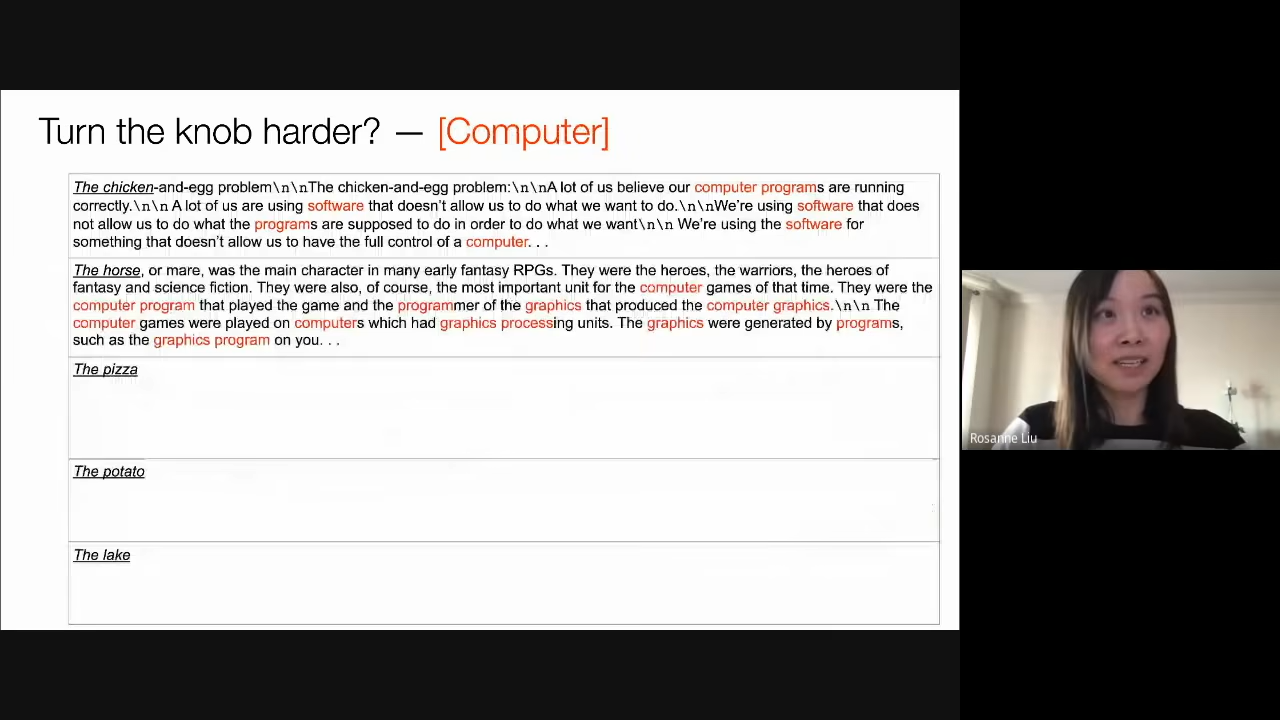 Turn the knob harder? — [Computer]
The chicken-and-egg problem\n\nThe chicken-and-egg problem:\n\nA lot of us believe our computer programs are running
correctly.\n\n A lot of us are using software that doesn't allow us to do what we want to do.\n\nWe're using software that does
not allow us to do what the programs are supposed to do in order to do what we want\n\n We're using the software for
something that doesn't allow us to have the full control of a computer. . .
The horse, or mare, was the main character in many early fantasy RPGs. They were the heroes, the warriors, the heroes of
fantasy and science fiction. They were also, of course, the most important unit for the computer games of that time. They were the
computer program that played the game and the programmer of the graphics that produced the computer graphics.\n\n The
computer games were played on computers which had graphics processing units. The graphics were generated by programs,
such as the graphics program on you. . .
The pizza
The potato
The lake
Rosanne Liu